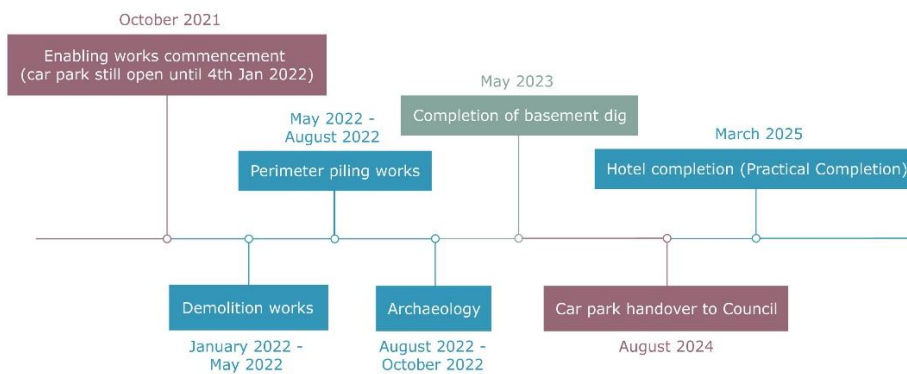 October 2021
Enabling works commencement
(car park still open until 4th Jan 2022)
May 2022 -
August 2022
Perimeter piling works
May 2023
Completion of basement dig
March 2025
Hotel completion (Practical Completion)
Demolition works
January 2022 -
May 2022
Archaeology
August 2022 -
October 2022
Car park handover to Council
August 2024